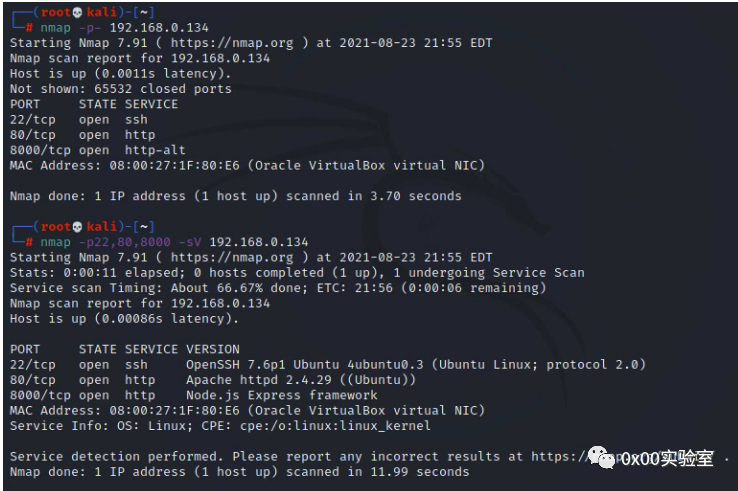 ┌──(root💀kali)-[~]
└─# nmap -p- 192.168.0.134
Starting Nmap 7.91 ( https://nmap.org ) at 2021-08-23 21:55 EDT
Nmap scan report for 192.168.0.134
Host is up (0.0011s latency).
Not shown: 65532 closed ports
PORT     STATE SERVICE
22/tcp   open  ssh
80/tcp   open  http
8000/tcp open  http-alt
MAC Address: 08:00:27:1F:80:E6 (Oracle VirtualBox virtual NIC)
Nmap done: 1 IP address (1 host up) scanned in 3.70 seconds
┌──(root💀kali)-[~]
└─# nmap -p22,80,8000 -sV 192.168.0.134
Starting Nmap 7.91 ( https://nmap.org ) at 2021-08-23 21:55 EDT
Stats: 0:00:11 elapsed; 0 hosts completed (1 up), 1 undergoing Service Scan
Service scan Timing: About 66.67% done; ETC: 21:56 (0:00:06 remaining)
Nmap scan report for 192.168.0.134
Host is up (0.00086s latency).
PORT     STATE SERVICE VERSION
22/tcp   open  ssh     OpenSSH 7.6p1 Ubuntu 4ubuntu0.3 (Ubuntu Linux; protocol 2.0)
80/tcp   open  http    Apache httpd 2.4.29 ((Ubuntu))
8000/tcp open  http    Node.js Express framework
MAC Address: 08:00:27:1F:80:E6 (Oracle VirtualBox virtual NIC)
Service Info: OS: Linux; CPE: cpe:/o:linux:linux_kernel
Service detection performed. Please report any incorrect results at https:// .
Nmap done: 1 IP address (1 host up) scanned in 11.99 seconds
0x00实验室